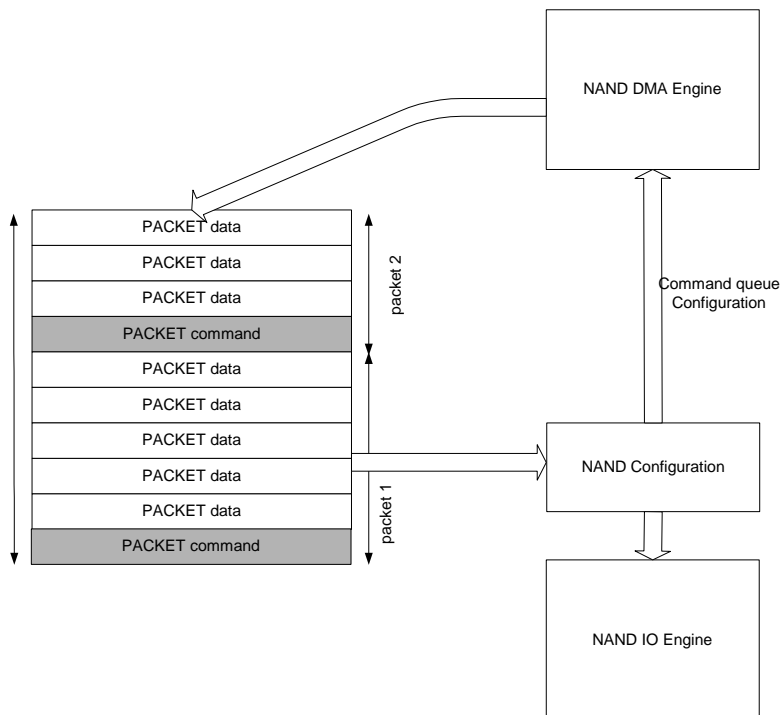 NAND DMA Engine
PACKET data
PACKET data
PACKET data
PACKET command
packet 2
Command queue
Configuration
PACKET data
PACKET data
PACKET data
PACKET data
PACKET data
PACKET command
packet 1
NAND Configuration
NAND IO Engine